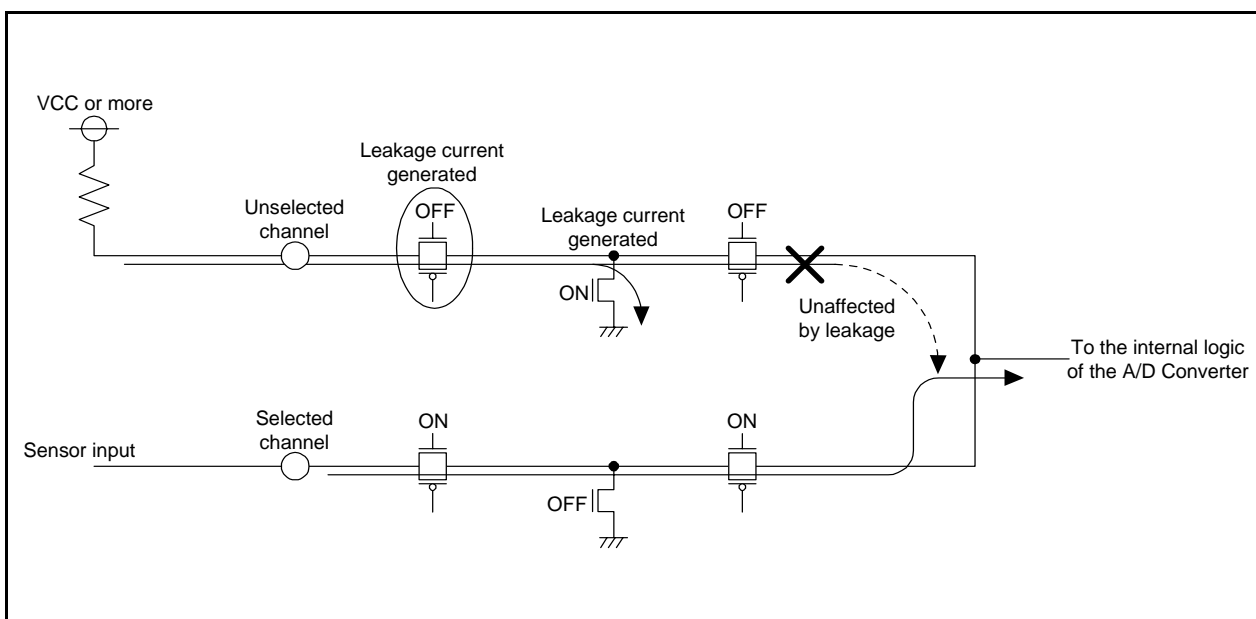 VCC or more
Leakage current
generated
Unselected
channel
OFF
Leakage current
generated
OFF
ON
Unaffected
by leakage
To the internal logic
of the A/D Converter
Selected
channel
ON
ON
Sensor input
OFF